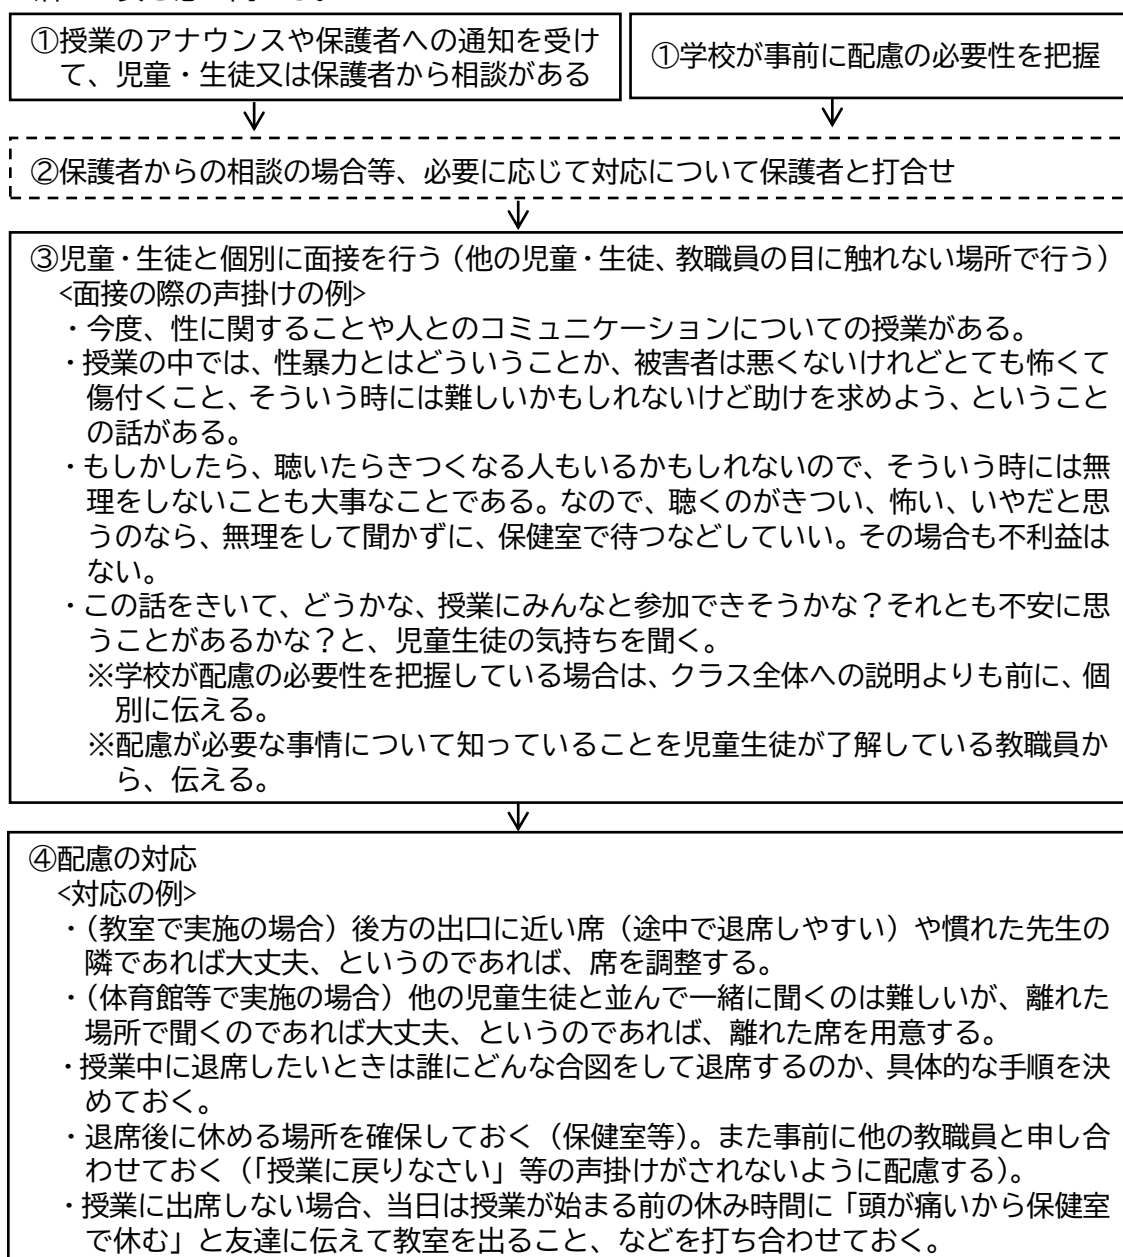 ①授業のアナウンスや保護者への通知を受け
て、児童・生徒又は保護者から相談がある
①学校が事前に配慮の必要性を把握
②保護者からの相談の場合等、必要に応じて対応について保護者と打合せ
③児童・生徒と個別に面接を行う（他の児童・生徒、教職員の目に触れない場所で行う）
<面接の際の声掛けの例>
・今度、性に関することや人とのコミュニケーションについての授業がある。
・授業の中では、性暴力とはどういうことか、被害者は悪くないけれどとても怖くて
傷付くこと、そういう時には難しいかもしれないけど助けを求めよう、ということ
の話がある。
・もしかしたら、聴いたらきつくなる人もいるかもしれないので、そういう時には無
理をしないことも大事なことである。なので、聴くのがきつい、怖い、いやだと思
うのなら、無理をして聞かずに、保健室で待つなどしていい。その場合も不利益は
ない。
・この話をきいて、どうかな、授業にみんなと参加できそうかな？それとも不安に思
うことがあるかな？と、児童生徒の気持ちを聞く。
※学校が配慮の必要性を把握している場合は、クラス全体への説明よりも前に、個
別に伝える。
※配慮が必要な事情について知っていることを児童生徒が了解している教職員か
ら、伝える。
④配慮の対応
<対応の例>
・（教室で実施の場合）後方の出口に近い席（途中で退席しやすい）や慣れた先生の
隣であれば大丈夫、というのであれば、席を調整する。
・（体育館等で実施の場合）他の児童生徒と並んで一緒に聞くのは難しいが、離れた
場所で聞くのであれば大丈夫、というのであれば、離れた席を用意する。
・授業中に退席したいときは誰にどんな合図をして退席するのか、具体的な手順を決
めておく。
・退席後に休める場所を確保しておく（保健室等）。また事前に他の教職員と申し合
わせておく（「授業に戻りなさい」等の声掛けがされないように配慮する）。
・授業に出席しない場合、当日は授業が始まる前の休み時間に「頭が痛いから保健室
で休む」と友達に伝えて教室を出ること、などを打ち合わせておく。